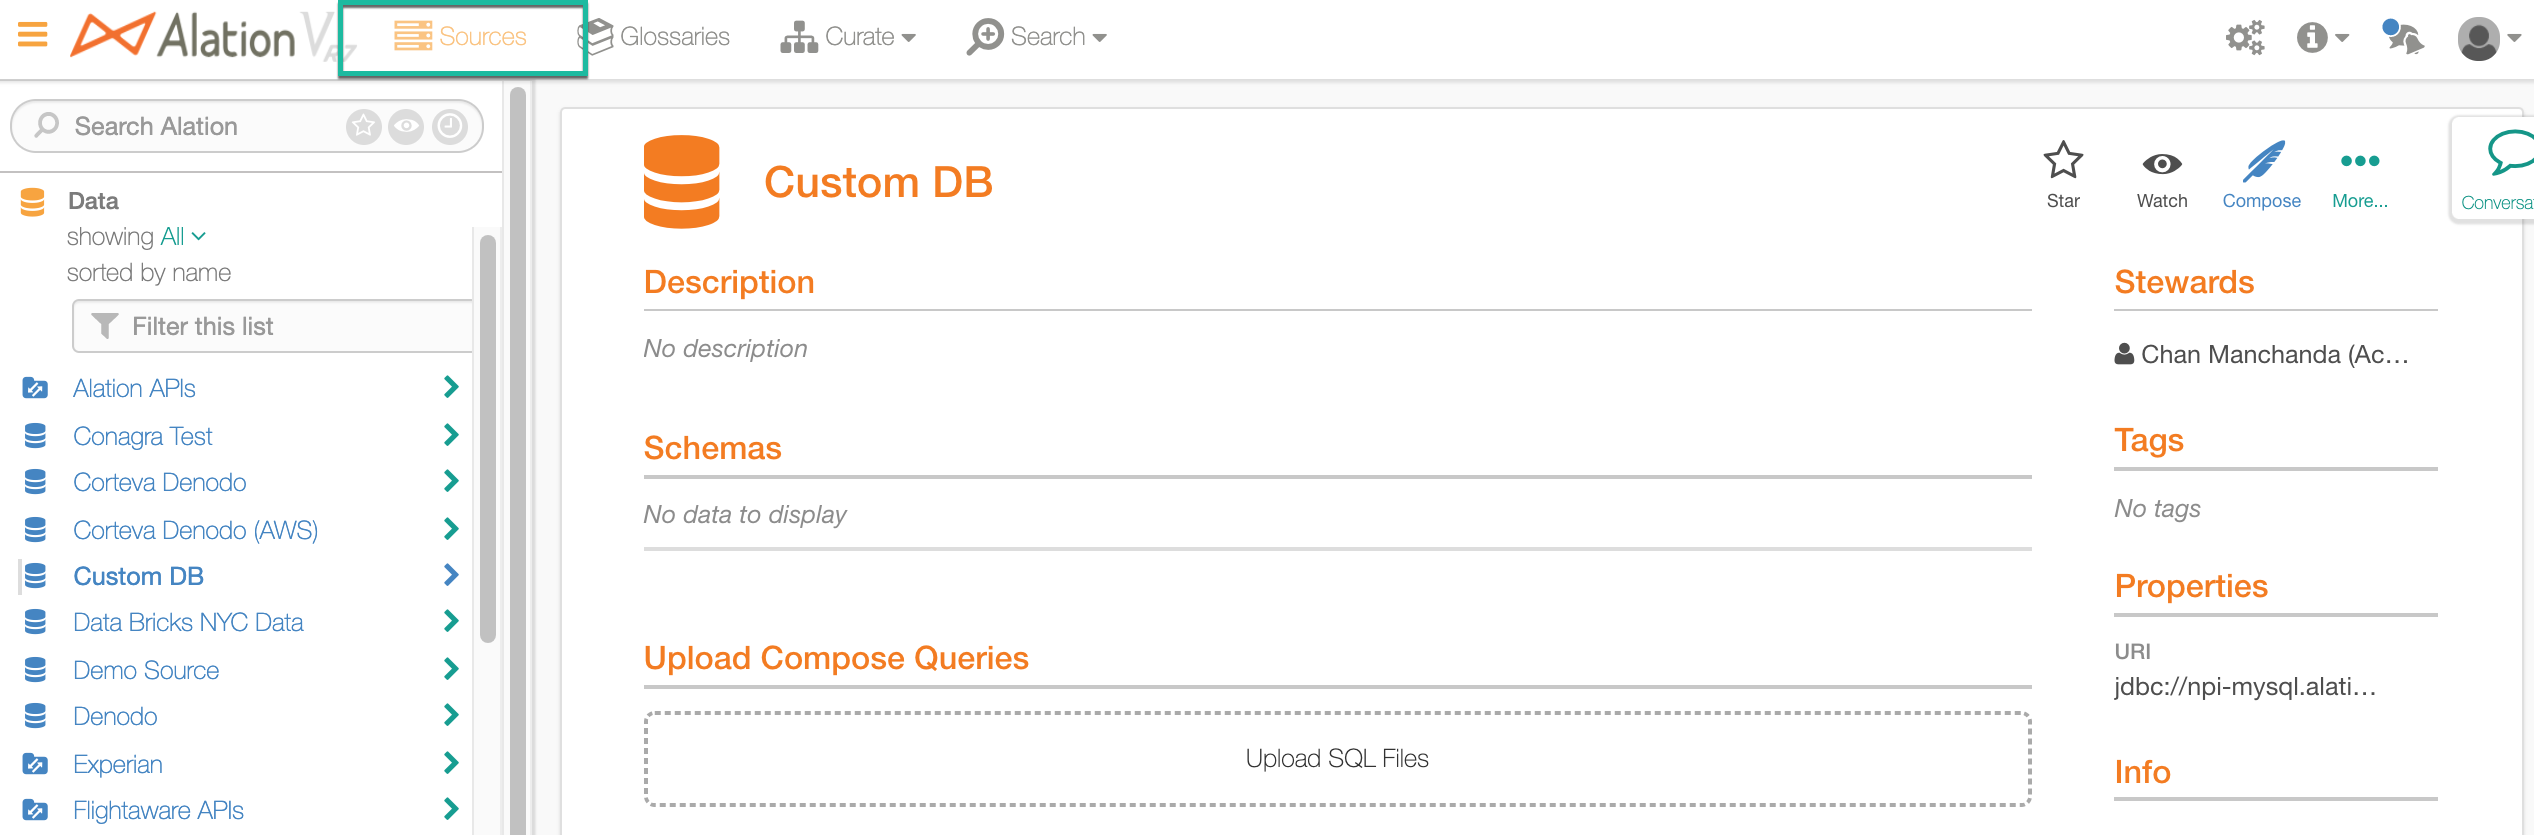 Alation V R7 Sources Glossaries Curate Search
Search Alation
Data
showing All
sorted by name
Filter this list
Alation APIs
Conagra Test
Corteva Denodo
Corteva Denodo (AWS)
Custom DB
Data Bricks NYC Data
Demo Source
Denodo
Experian
Flightaware APIs
Custom DB
Star Watch Compose More...
Conversa
Description
No description
Schemas
No data to display
Upload Compose Queries
Upload SQL Files
Stewards
Chan Manchanda (Ac...
Tags
No tags
Properties
URI
jdbc://npi-mysql.alati...
Info